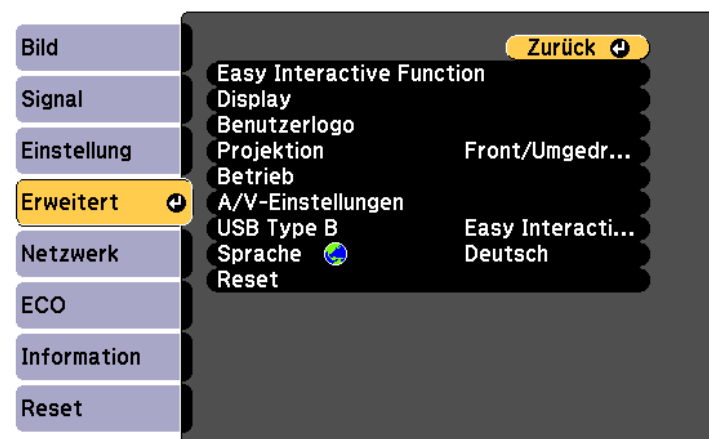 Bild
Signal
Einstellung
Erweitert
Netzwerk
ECO
Information
Reset
Zurück
Easy Interactive Function
Display
Benutzerlogo
Projektion Front/Umgedr...
Betrieb
A/V-Einstellungen
USB Type B Easy Interacti...
Sprache Deutsch
Reset